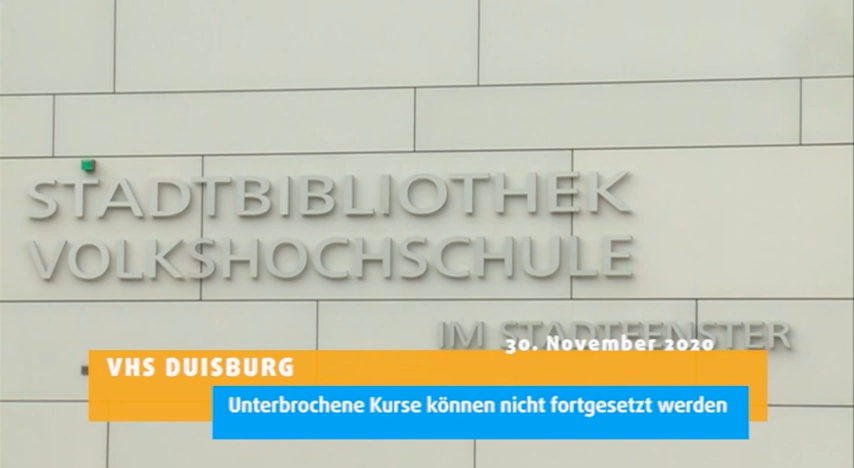 STADTBIBLIOTHEK
VOLKSHOCHSCHULE
IM STADTFENSTER
30. November 2020
VHS DUISBURG
Unterbrochene Kurse können nicht fortgesetzt werden